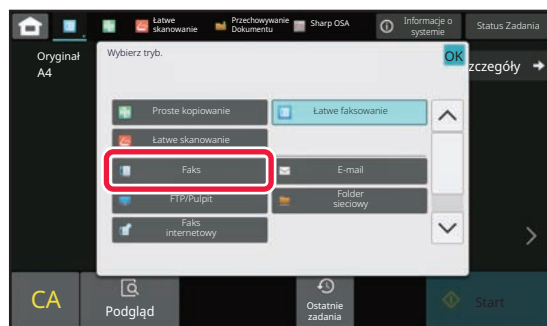 Łatwe skanowanie
Przechowywanie Dokumentu
Sharp OSA
Informacje o systemie
Status Zadania
Oryginał
A4
Wybierz tryb.
OK
zczegóły
Proste kopiowanie
Łatwe faksowanie
Łatwe skanowanie
Faks
E-mail
FTP/Pulpit
Folder sieciowy
Faks internetowy
CA
Podgląd
Ostatnie zadania
Start